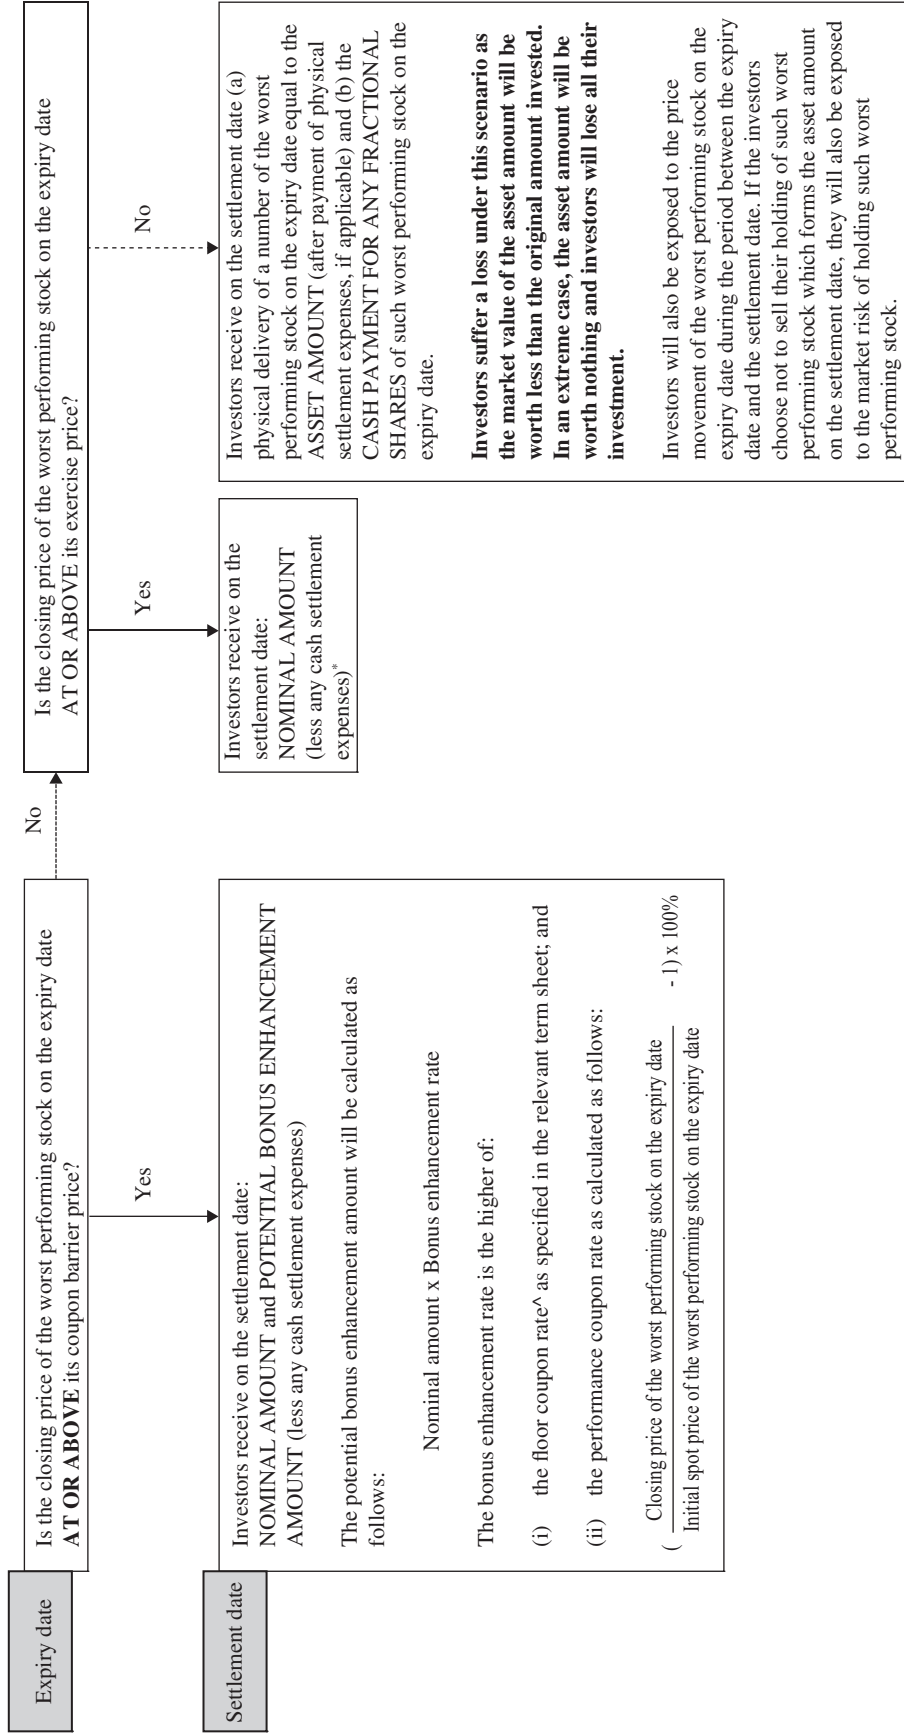 Expiry date
Is the closing price of the worst performing stock on the expiry date
AT OR ABOVE its coupon barrier price?
No
Is the closing price of the worst performing stock on the expiry date
AT OR ABOVE its exercise price?
Yes
Yes
No
Settlement date
Investors receive on the settlement date:
NOMINAL AMOUNT and POTENTIAL BONUS ENHANCEMENT
AMOUNT (less any cash settlement expenses)
The potential bonus enhancement amount will be calculated as
follows:
Nominal amount x Bonus enhancement rate
The bonus enhancement rate is the higher of:
(i) the floor coupon rate^ as specified in the relevant term sheet; and
(ii) the performance coupon rate as calculated as follows:
( Closing price of the worst performing stock on the expiry date - 1) x 100%
Initial spot price of the worst performing stock on the expiry date
Investors receive on the
settlement date:
NOMINAL AMOUNT
(less any cash settlement
expenses)*
Investors receive on the settlement date (a)
physical delivery of a number of the worst
performing stock on the expiry date equal to the
ASSET AMOUNT (after payment of physical
settlement expenses, if applicable) and (b) the
CASH PAYMENT FOR ANY FRACTIONAL
SHARES of such worst performing stock on the
expiry date.
Investors suffer a loss under this scenario as
the market value of the asset amount will be
worth less than the original amount invested.
In an extreme case, the asset amount will be
worth nothing and investors will lose all their
investment.
Investors will also be exposed to the price
movement of the worst performing stock on the
expiry date during the period between the expiry
date and the settlement date. If the investors
choose not to sell their holding of such worst
performing stock which forms the asset amount
on the settlement date, they will also be exposed
to the market risk of holding such worst
performing stock.